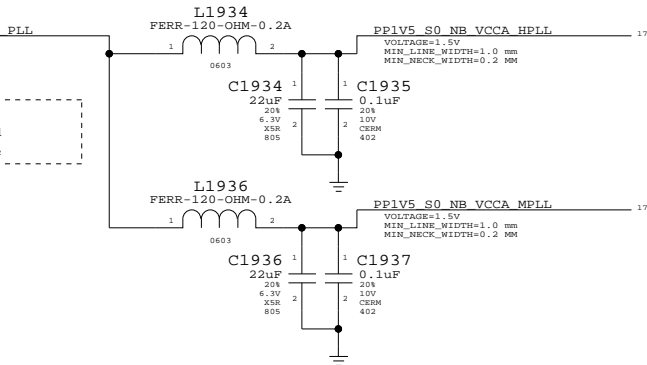 PLL
L1934
FERR-120-OHM-0.2A
1 2
0603
PP1V5_S0_NB_VCCA_HPLL 17
VOLTAGE=1.5V
MIN_LINE_WIDTH=1.0 mm
MIN_NECK_WIDTH=0.2 MM
C1934 1
22uF
20%
6.3V 2
X5R
805
1 C1935
0.1uF
20%
2 10V
CERM
402
L1936
FERR-120-OHM-0.2A
1 2
0603
PP1V5_S0_NB_VCCA_MPLL 17
VOLTAGE=1.5V
MIN_LINE_WIDTH=1.0 mm
MIN_NECK_WIDTH=0.2 MM
C1936 1
22uF
20%
6.3V 2
X5R
805
1 C1937
0.1uF
20%
2 10V
CERM
402